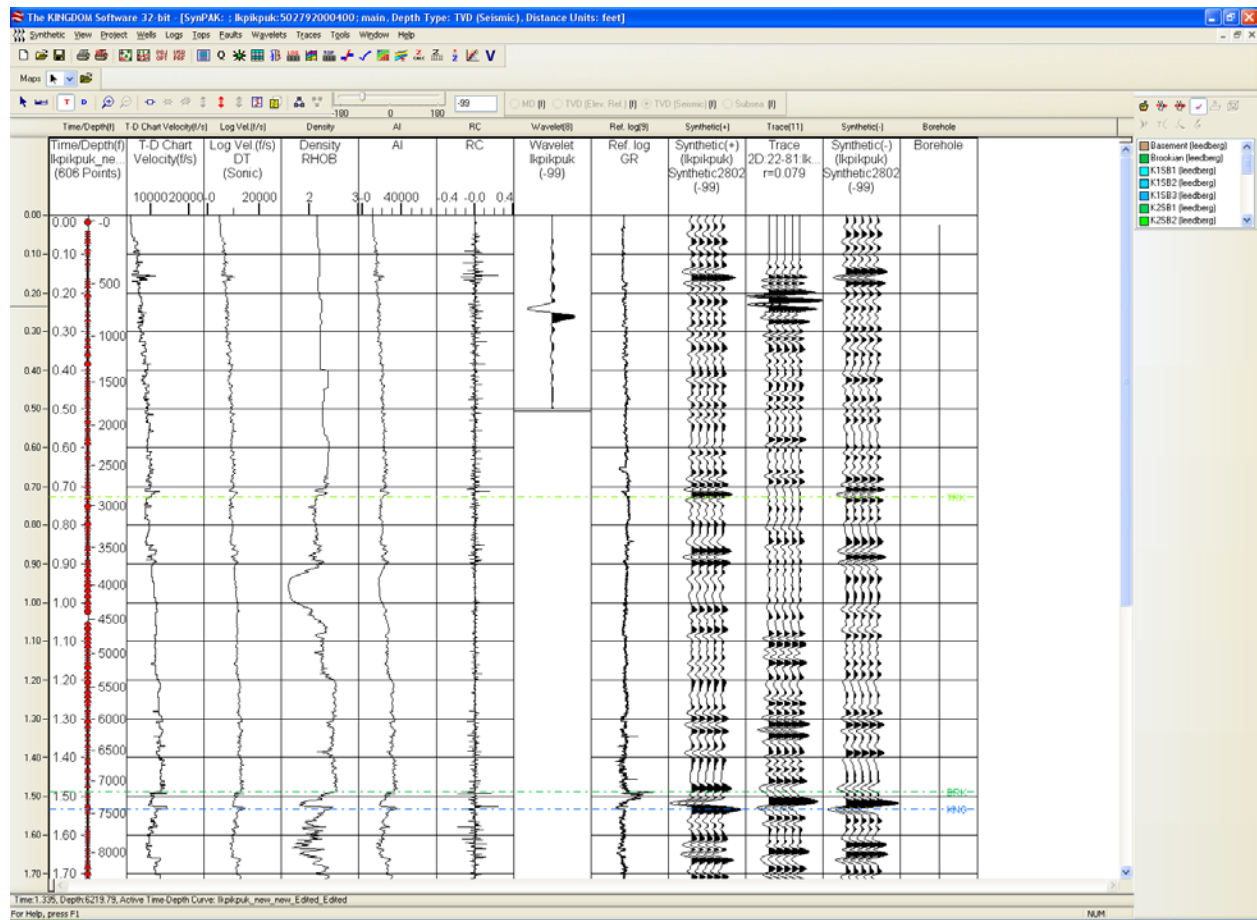 The KINGDOM Software 32-bit - [SynPAK: ; Ikpikpuk:502792000400; main, Depth Type: TVD (Seismic), Distance Units: feet]
Synthetic View Project Wells Logs Tops Faults Wavelets Traces Tools Window Help
Maps
T D -180 0 180 -99 MD (f) TVD (Elev. Ref.) (f) TVD (Seismic) (f) Subsea (f)
Time/Depth(f) T-D Chart Velocity(f/s) Log Vel.(f/s) Density AI RC Wavelet(8) Ref. log(9) Synthetic(+) Trace(11) Synthetic(-) Borehole
Time/Depth(f) T-D Chart Log Vel.(f/s) Density AI RC Wavelet Ref. log Synthetic(+) Trace Synthetic(-) Borehole
Ikpikpuk_ne... Velocity(f/s) DT RHOB Ikpikpuk GR (Ikpikpuk) 2D:22-81:Ik... (Ikpikpuk)
(606 Points) (Sonic) (-99) Synthetic2802 r=0.079 Synthetic2802
(-99) (-99)
10000 20000 20000 2 40000 -0.4 -0.0 0.4
Basement (leedberg)
Brookian (leedberg)
K1SB1 (leedberg)
K1SB2 (leedberg)
K1SB3 (leedberg)
K2SB1 (leedberg)
K2SB2 (leedberg)
0.00 0.00 -0
0.10 0.10
500
0.20 0.20
0.30 0.30
1000
0.40 0.40
1500
0.50 0.50
2000
0.60 0.60
2500
0.70 0.70
3000
0.80 0.80
3500
0.90 0.90
4000
1.00 1.00
4500
1.10 1.10
5000
1.20 1.20
5500
1.30 1.30 6000
6500
1.40 1.40
7000
BRK
1.50 1.50
7500
1.60 1.60
8000
1.70 1.70
Time:1.335, Depth:6219.79, Active Time-Depth Curve: Ikpikpuk_new_new_Edited_Edited
For Help, press F1 NUM